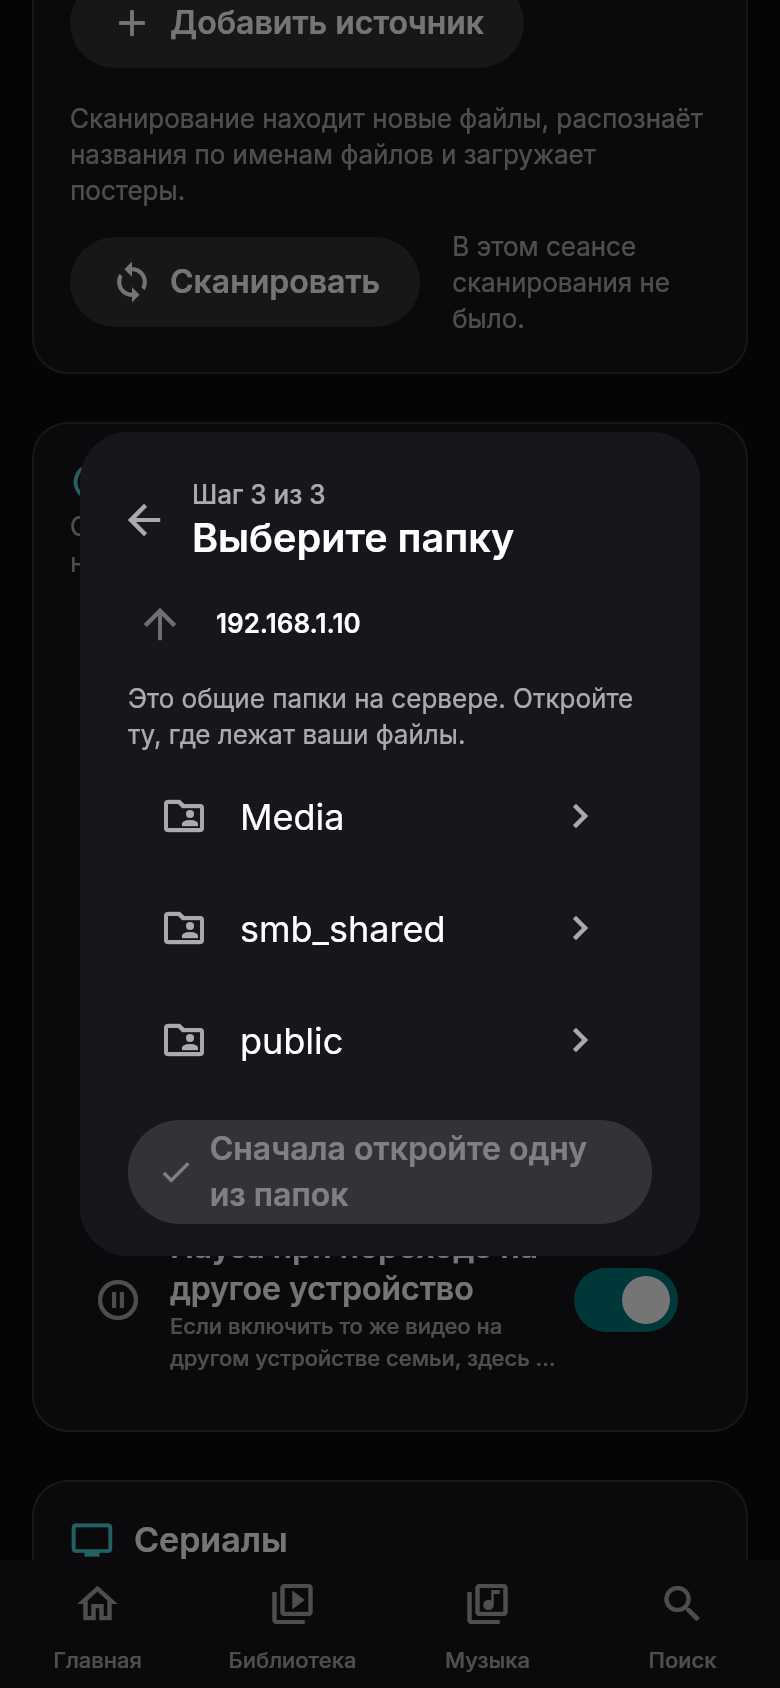 Добавить источник
Сканирование находит новые файлы, распознаёт
названия по именам файлов и загружает
постеры.
Сканировать
В этом сеансе
сканирования не
было.
Шаг 3 из 3
Выберите папку
192.168.1.10
Это общие папки на сервере. Откройте
ту, где лежат ваши файлы.
Media
smb_shared
public
Сначала откройте одну
из папок
другое устройство
Если включить то же видео на
другом устройстве семьи, здесь ...
Сериалы
Главная
Библиотека
Музыка
Поиск